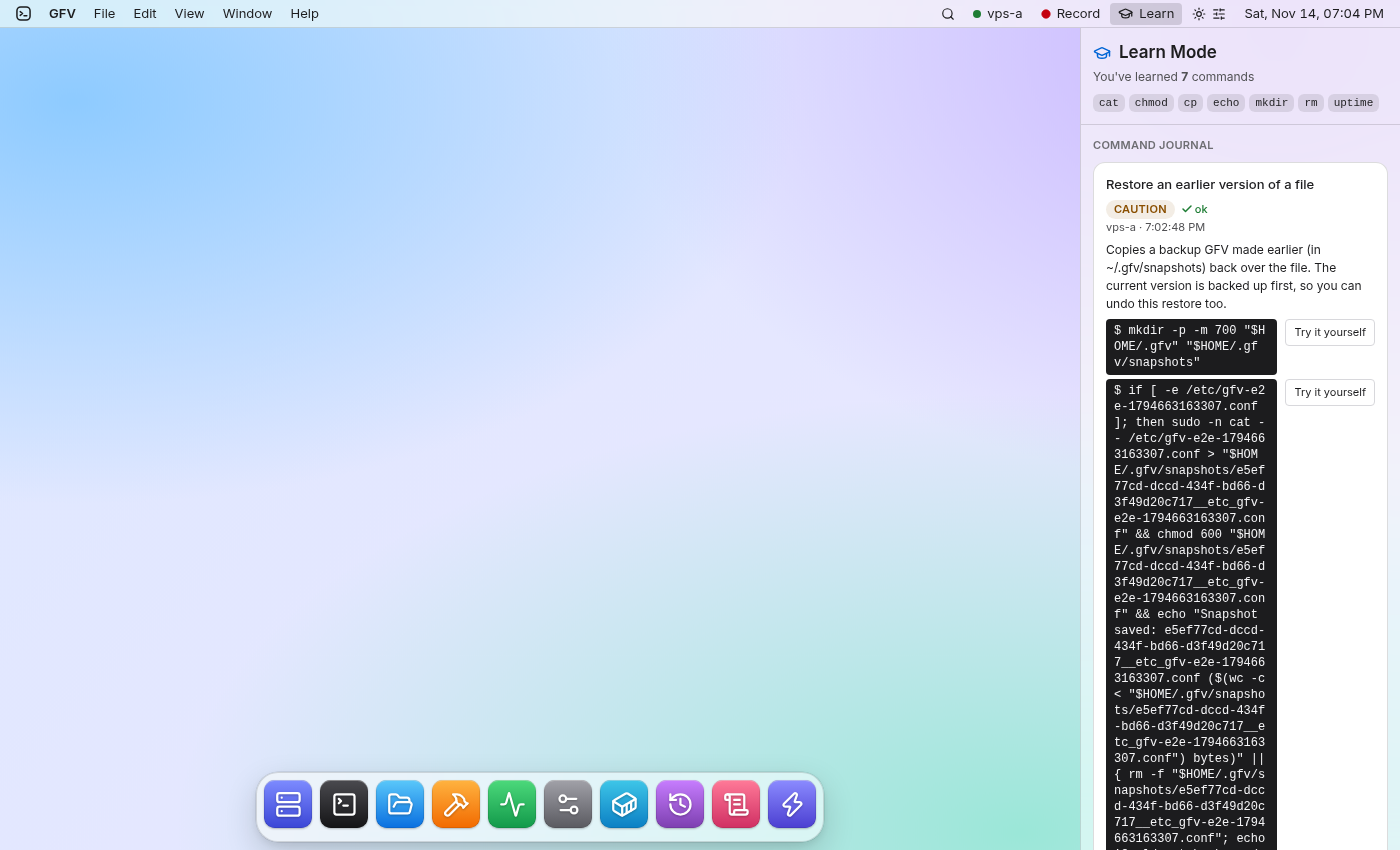 GFV File Edit View Window Help vps-a Record Learn Sat, Nov 14, 07:04 PM
Learn Mode
You've learned 7 commands
cat chmod cp echo mkdir rm uptime
COMMAND JOURNAL
Restore an earlier version of a file
CAUTION ok
vps-a · 7:02:48 PM
Copies a backup GFV made earlier (in
~/.gfv/snapshots) back over the file. The
current version is backed up first, so you can
undo this restore too.
$ mkdir -p -m 700 "$H
OME/.gfv" "$HOME/.gf
v/snapshots"
Try it yourself
$ if [ -e /etc/gfv-e2
e-1794663163307.conf
]; then sudo -n cat -
- /etc/gfv-e2e-179466
3163307.conf > "$HOM
E/.gfv/snapshots/e5ef
77cd-dccd-434f-bd66-d
3f49d20c717__etc_gfv-
e2e-1794663163307.con
f" && chmod 600 "$HOM
E/.gfv/snapshots/e5ef
77cd-dccd-434f-bd66-d
3f49d20c717__etc_gfv-
e2e-1794663163307.con
f" && echo "Snapshot
saved: e5ef77cd-dccd-
434f-bd66-d3f49d20c71
7__etc_gfv-e2e-179466
3163307.conf ($(wc -c
< "$HOME/.gfv/snapsho
ts/e5ef77cd-dccd-434f
-bd66-d3f49d20c717__e
tc_gfv-e2e-1794663163
307.conf") bytes)" ||
{ rm -f "$HOME/.gfv/s
napshots/e5ef77cd-dcc
d-434f-bd66-d3f49d20c
717__etc_gfv-e2e-1794
663163307.conf"; echo
Try it yourself